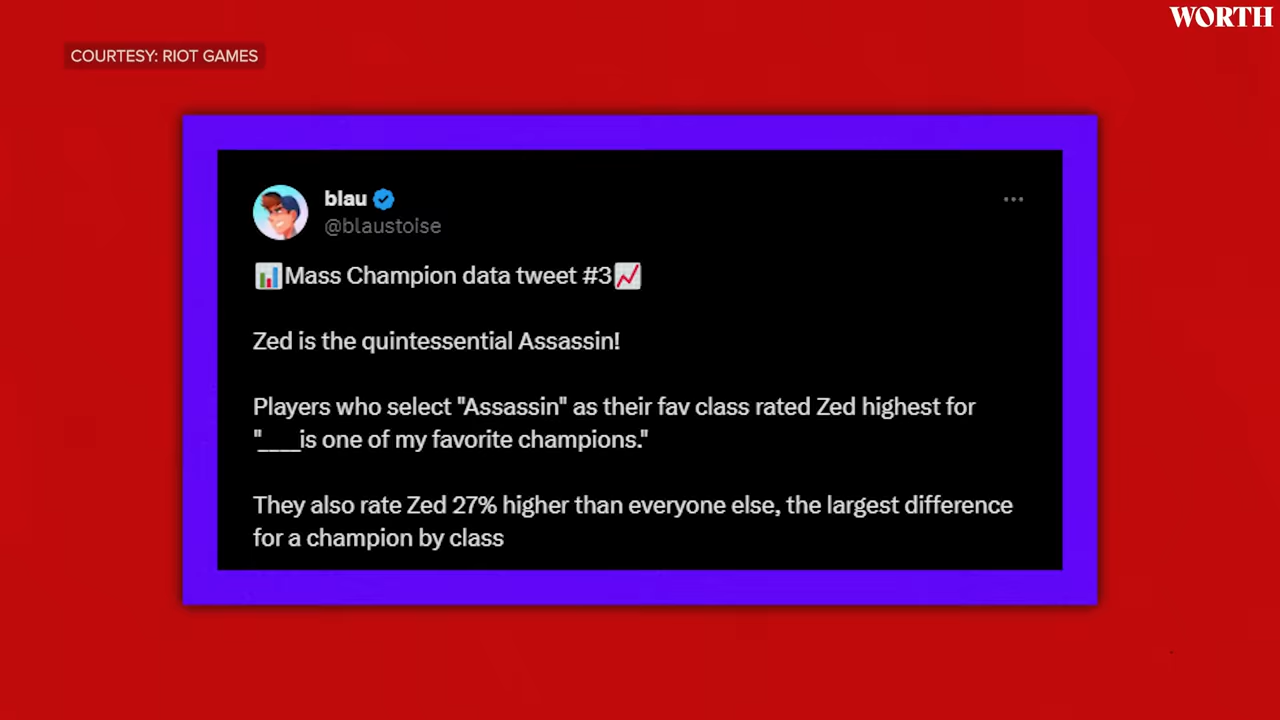 WORTH
COURTESY: RIOT GAMES
blau
@blaustoise
📊Mass Champion data tweet #3📈
Zed is the quintessential Assassin!
Players who select "Assassin" as their fav class rated Zed highest for
"____is one of my favorite champions."
They also rate Zed 27% higher than everyone else, the largest difference
for a champion by class